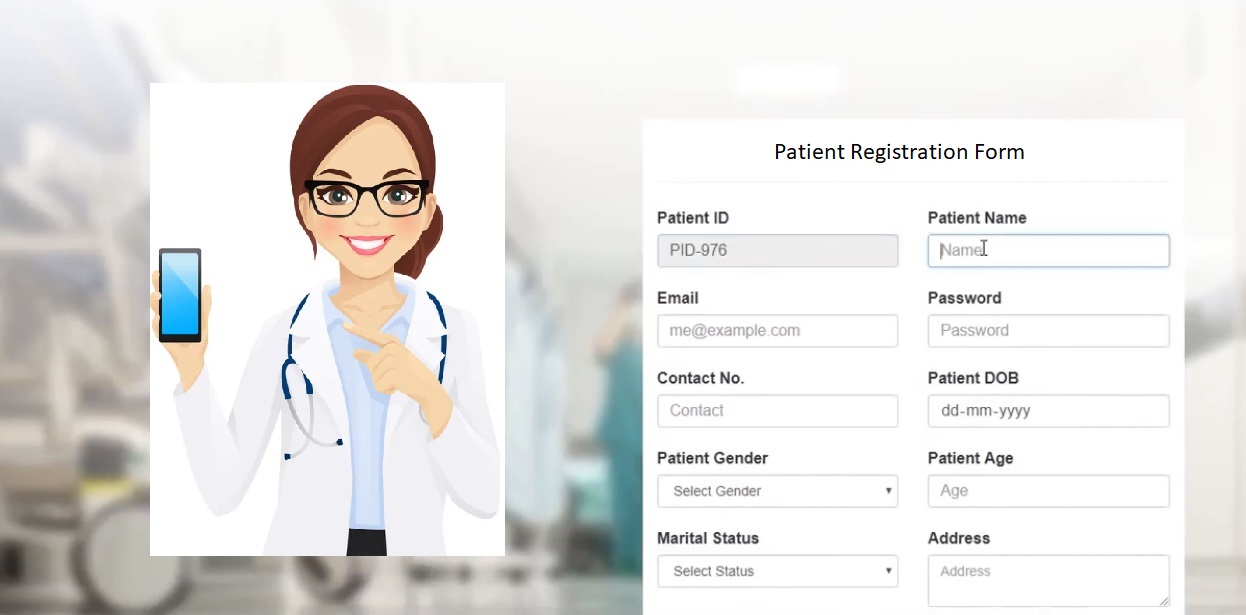 Patient Registration Form
Patient ID
Patient Name
PID-976
Name
Email
Password
me@example.com
Password
Contact No.
Patient DOB
Contact
dd-mm-yyyy
Patient Gender
Patient Age
Select Gender
Age
Marital Status
Address
Select Status
Address